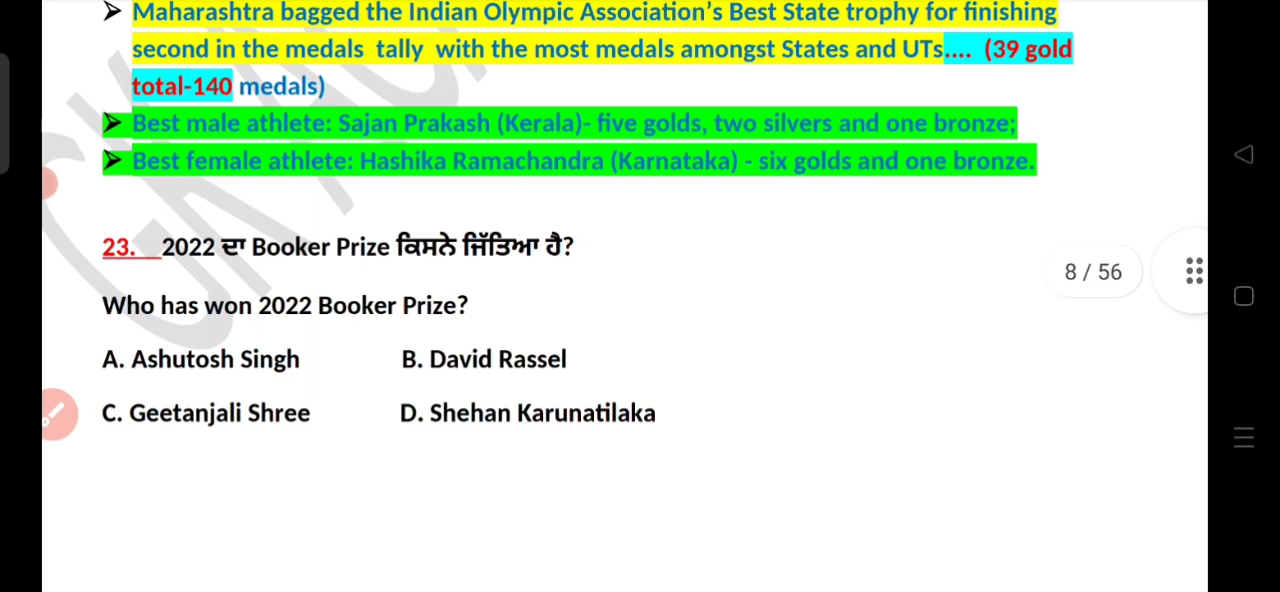 ➤ Maharashtra bagged the Indian Olympic Association's Best State trophy for finishing
second in the medals tally with the most medals amongst States and UTs.... (39 gold
total-140 medals)
➤ Best male athlete: Sajan Prakash (Kerala)- five golds, two silvers and one bronze;
➤ Best female athlete: Hashika Ramachandra (Karnataka) - six golds and one bronze.
23. 2022 ਦਾ Booker Prize ਕਿਸਨੇ ਜਿੱਤਿਆ ਹੈ?
8 / 56
Who has won 2022 Booker Prize?
A. Ashutosh Singh B. David Rassel
C. Geetanjali Shree D. Shehan Karunatilaka